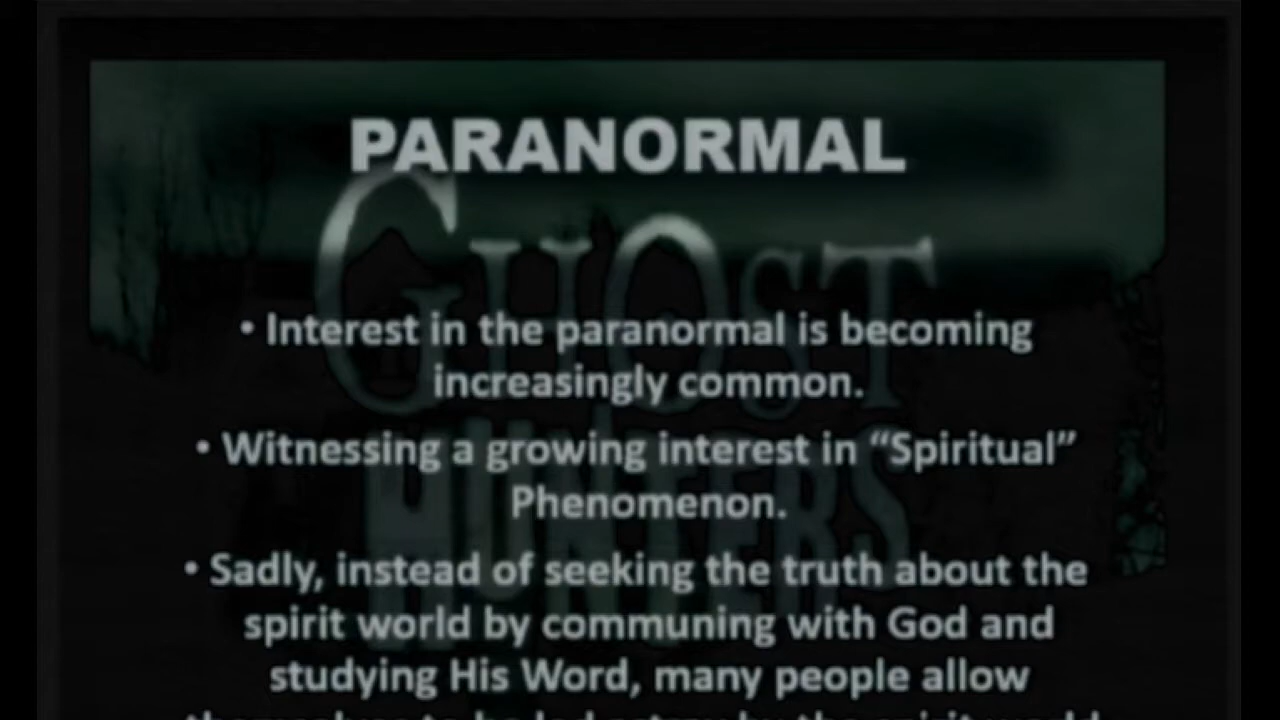 PARANORMAL
GHOST
HUNTERS
• Interest in the paranormal is becoming
increasingly common.
• Witnessing a growing interest in “Spiritual”
Phenomenon.
• Sadly, instead of seeking the truth about the
spirit world by communing with God and
studying His Word, many people allow